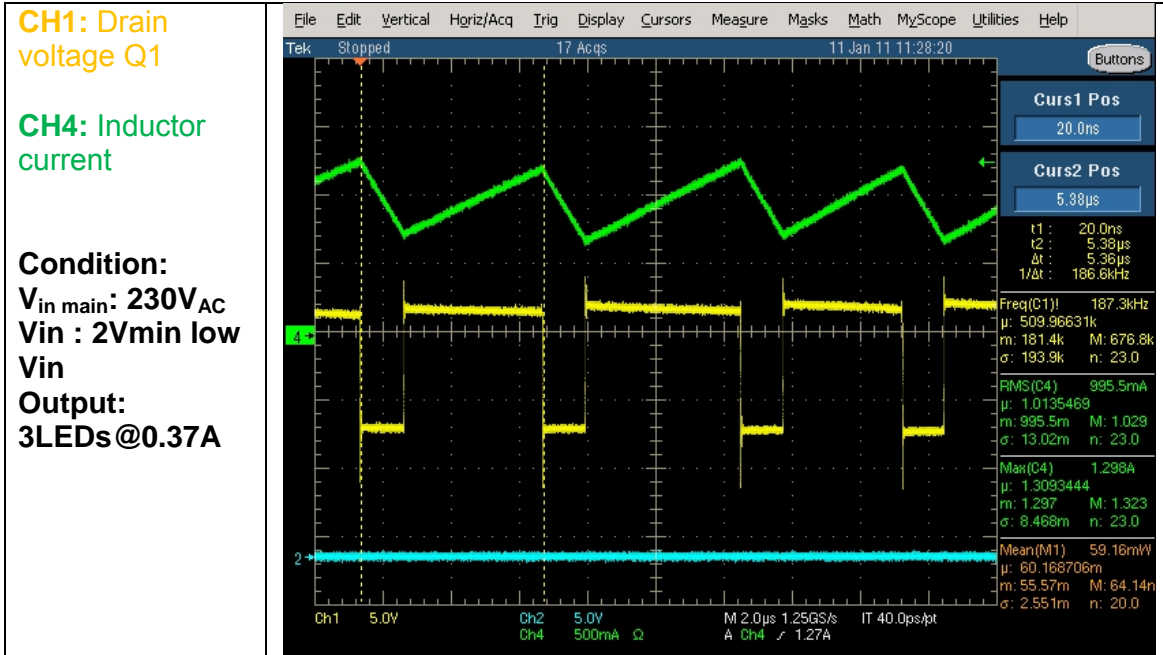 CH1: Drain
voltage Q1
CH4: Inductor
current
Condition:
Vin main: 230VAC
Vin : 2Vmin low
Vin
Output:
3LEDs@0.37A
File Edit Vertical Horiz/Acq Trig Display Cursors Measure Masks Math MyScope Utilities Help
Tek Stopped 17 Acqs 11 Jan 11 11:28:20
Buttons
Curs1 Pos
20.0ns
Curs2 Pos
5.38µs
t1 : 20.0ns
t2 : 5.38µs
Δt : 5.36µs
1/Δt : 186.6kHz
Freq(C1)! 187.3kHz
µ: 509.96631k
m: 181.4k M: 676.8k
σ: 193.9k n: 23.0
RMS(C4) 995.5mA
µ: 1.0135469
m: 995.5m M: 1.029
σ: 13.02m n: 23.0
Max(C4) 1.298A
µ: 1.3093444
m: 1.297 M: 1.323
σ: 8.468m n: 23.0
Mean(M1) 59.16mW
µ: 60.168706m
m: 55.57m M: 64.14m
σ: 2.551m n: 20.0
4
2
Ch1 5.0V Ch2 5.0V M 2.0µs 1.25GS/s IT 40.0ps/pt
Ch4 500mA Ω A Ch4 ∕ 1.27A